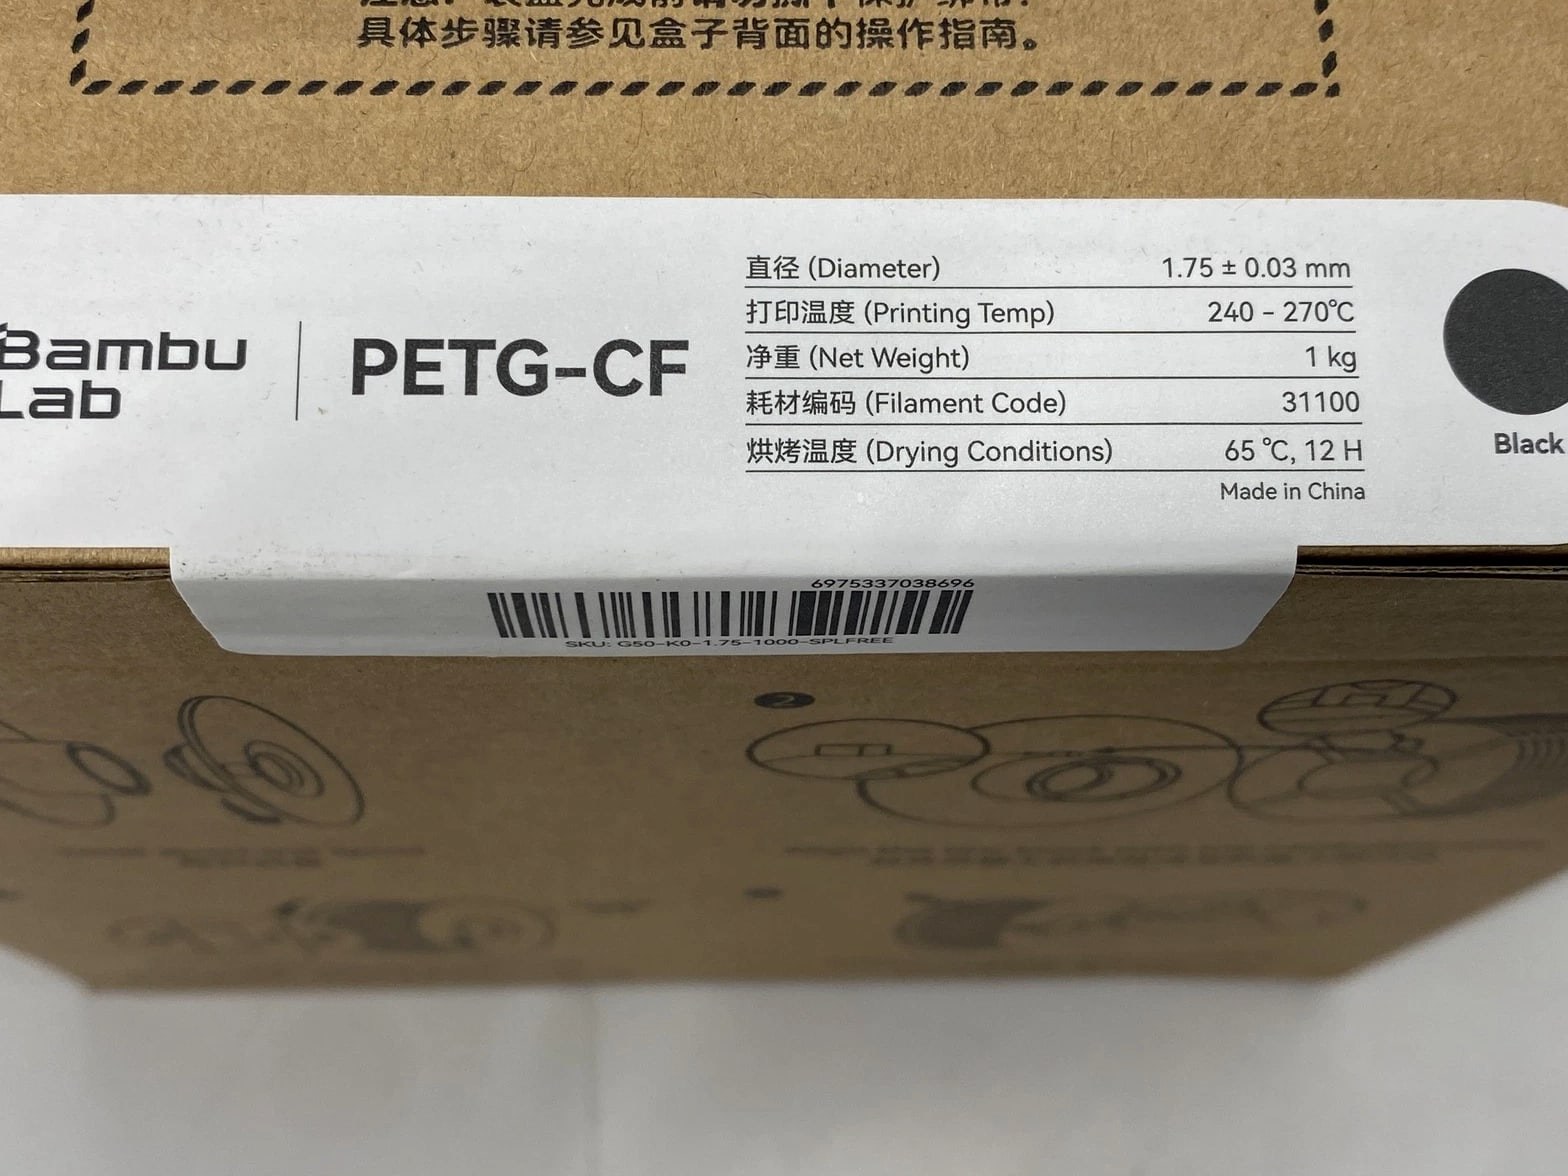 具体步骤请参见盒子背面的操作指南。
Bambu
Lab
PETG-CF
直径 (Diameter) 1.75 ± 0.03 mm
打印温度 (Printing Temp) 240 – 270℃
净重 (Net Weight) 1 kg
耗材编码 (Filament Code) 31100
烘烤温度 (Drying Conditions) 65 ℃, 12 H
Made in China
Black
6975337038696
SKU: G50-K0-1.75-1000-SPLFREE
2